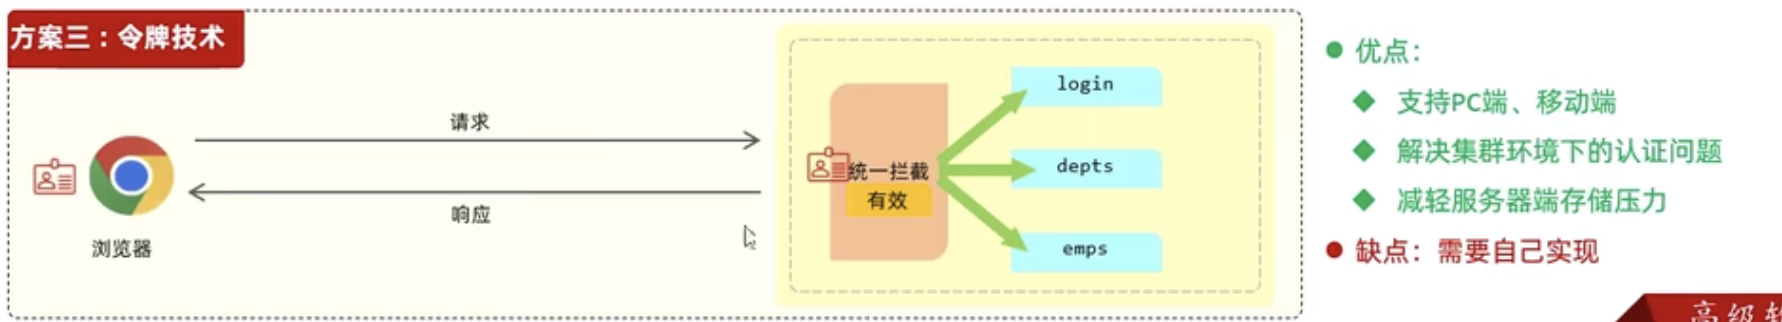 方案三：令牌技术
请求
响应
浏览器
统一拦截
有效
login
depts
emps
优点：
支持PC端、移动端
解决集群环境下的认证问题
减轻服务器端存储压力
缺点：需要自己实现
高级软